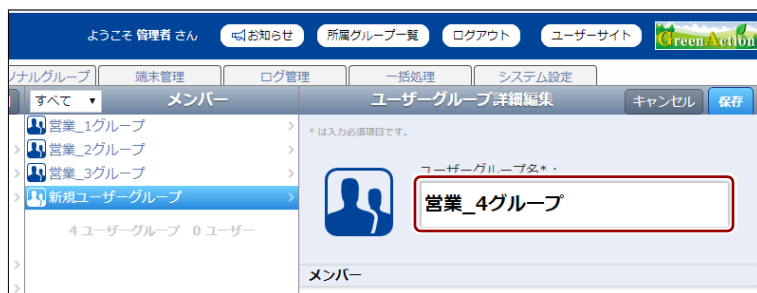 ようこそ 管理者 さん お知らせ 所属グループ一覧 ログアウト ユーザーサイト Green Action
ナルグループ 端末管理 ログ管理 一括処理 システム設定
すべて ▼ メンバー ユーザーグループ詳細編集 キャンセル 保存
営業_1グループ
営業_2グループ
営業_3グループ
新規ユーザーグループ
4 ユーザーグループ 0 ユーザー
* は入力必須項目です。
ユーザーグループ名* :
営業_4グループ
メンバー